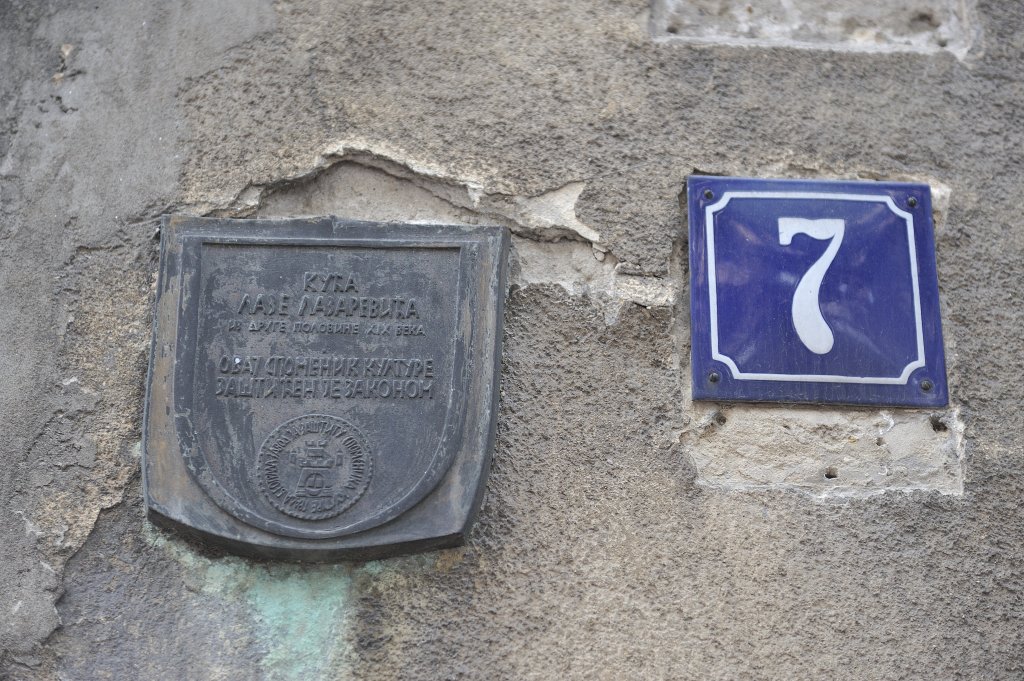 КУЋА
ЛАЗЕ ЛАЗАРЕВИЋА
ИЗ ДРУГЕ ПОЛОВИНЕ XIX ВЕКА
ОВАЈ СПОМЕНИК КУЛТУРЕ
ЗАШТИЋЕН ЈЕ ЗАКОНОМ
7